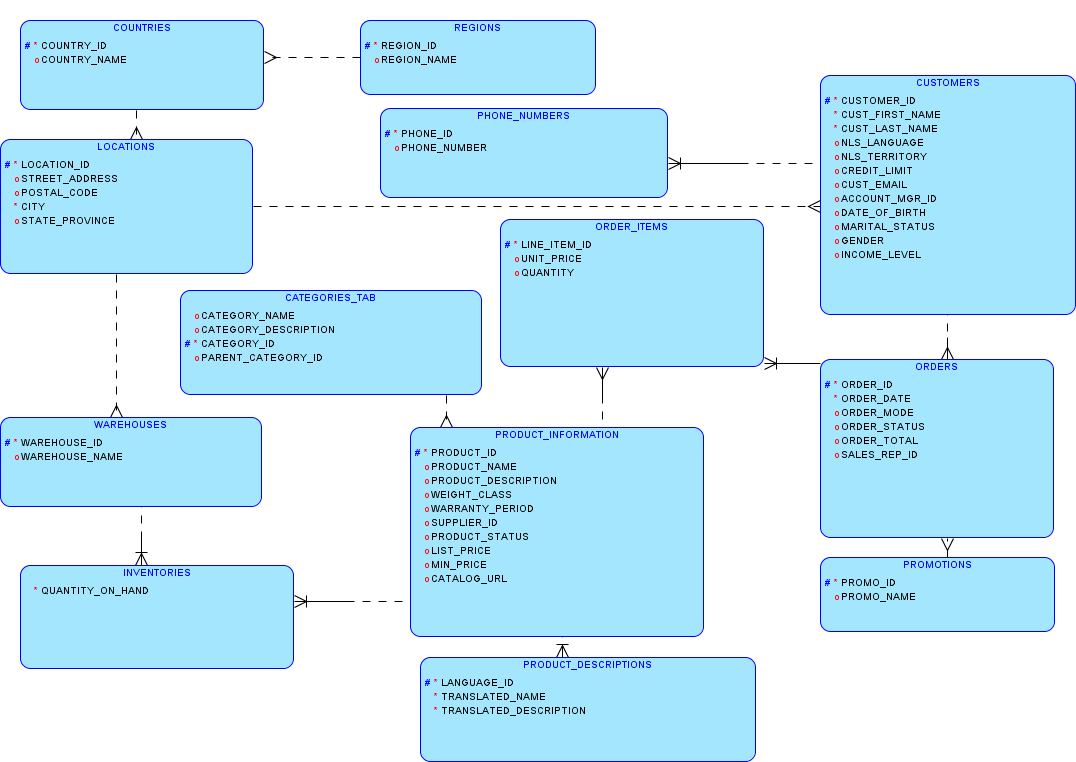 COUNTRIES
# * COUNTRY_ID
o COUNTRY_NAME
REGIONS
# * REGION_ID
o REGION_NAME
PHONE_NUMBERS
# * PHONE_ID
o PHONE_NUMBER
CUSTOMERS
# * CUSTOMER_ID
* CUST_FIRST_NAME
* CUST_LAST_NAME
o NLS_LANGUAGE
o NLS_TERRITORY
o CREDIT_LIMIT
o CUST_EMAIL
o ACCOUNT_MGR_ID
o DATE_OF_BIRTH
o MARITAL_STATUS
o GENDER
o INCOME_LEVEL
LOCATIONS
# * LOCATION_ID
o STREET_ADDRESS
o POSTAL_CODE
* CITY
o STATE_PROVINCE
ORDER_ITEMS
# * LINE_ITEM_ID
o UNIT_PRICE
o QUANTITY
CATEGORIES_TAB
o CATEGORY_NAME
o CATEGORY_DESCRIPTION
# * CATEGORY_ID
o PARENT_CATEGORY_ID
ORDERS
# * ORDER_ID
* ORDER_DATE
o ORDER_MODE
o ORDER_STATUS
o ORDER_TOTAL
o SALES_REP_ID
WAREHOUSES
# * WAREHOUSE_ID
o WAREHOUSE_NAME
PRODUCT_INFORMATION
# * PRODUCT_ID
o PRODUCT_NAME
o PRODUCT_DESCRIPTION
o WEIGHT_CLASS
o WARRANTY_PERIOD
o SUPPLIER_ID
o PRODUCT_STATUS
o LIST_PRICE
o MIN_PRICE
o CATALOG_URL
PROMOTIONS
# * PROMO_ID
o PROMO_NAME
INVENTORIES
* QUANTITY_ON_HAND
PRODUCT_DESCRIPTIONS
# * LANGUAGE_ID
* TRANSLATED_NAME
* TRANSLATED_DESCRIPTION